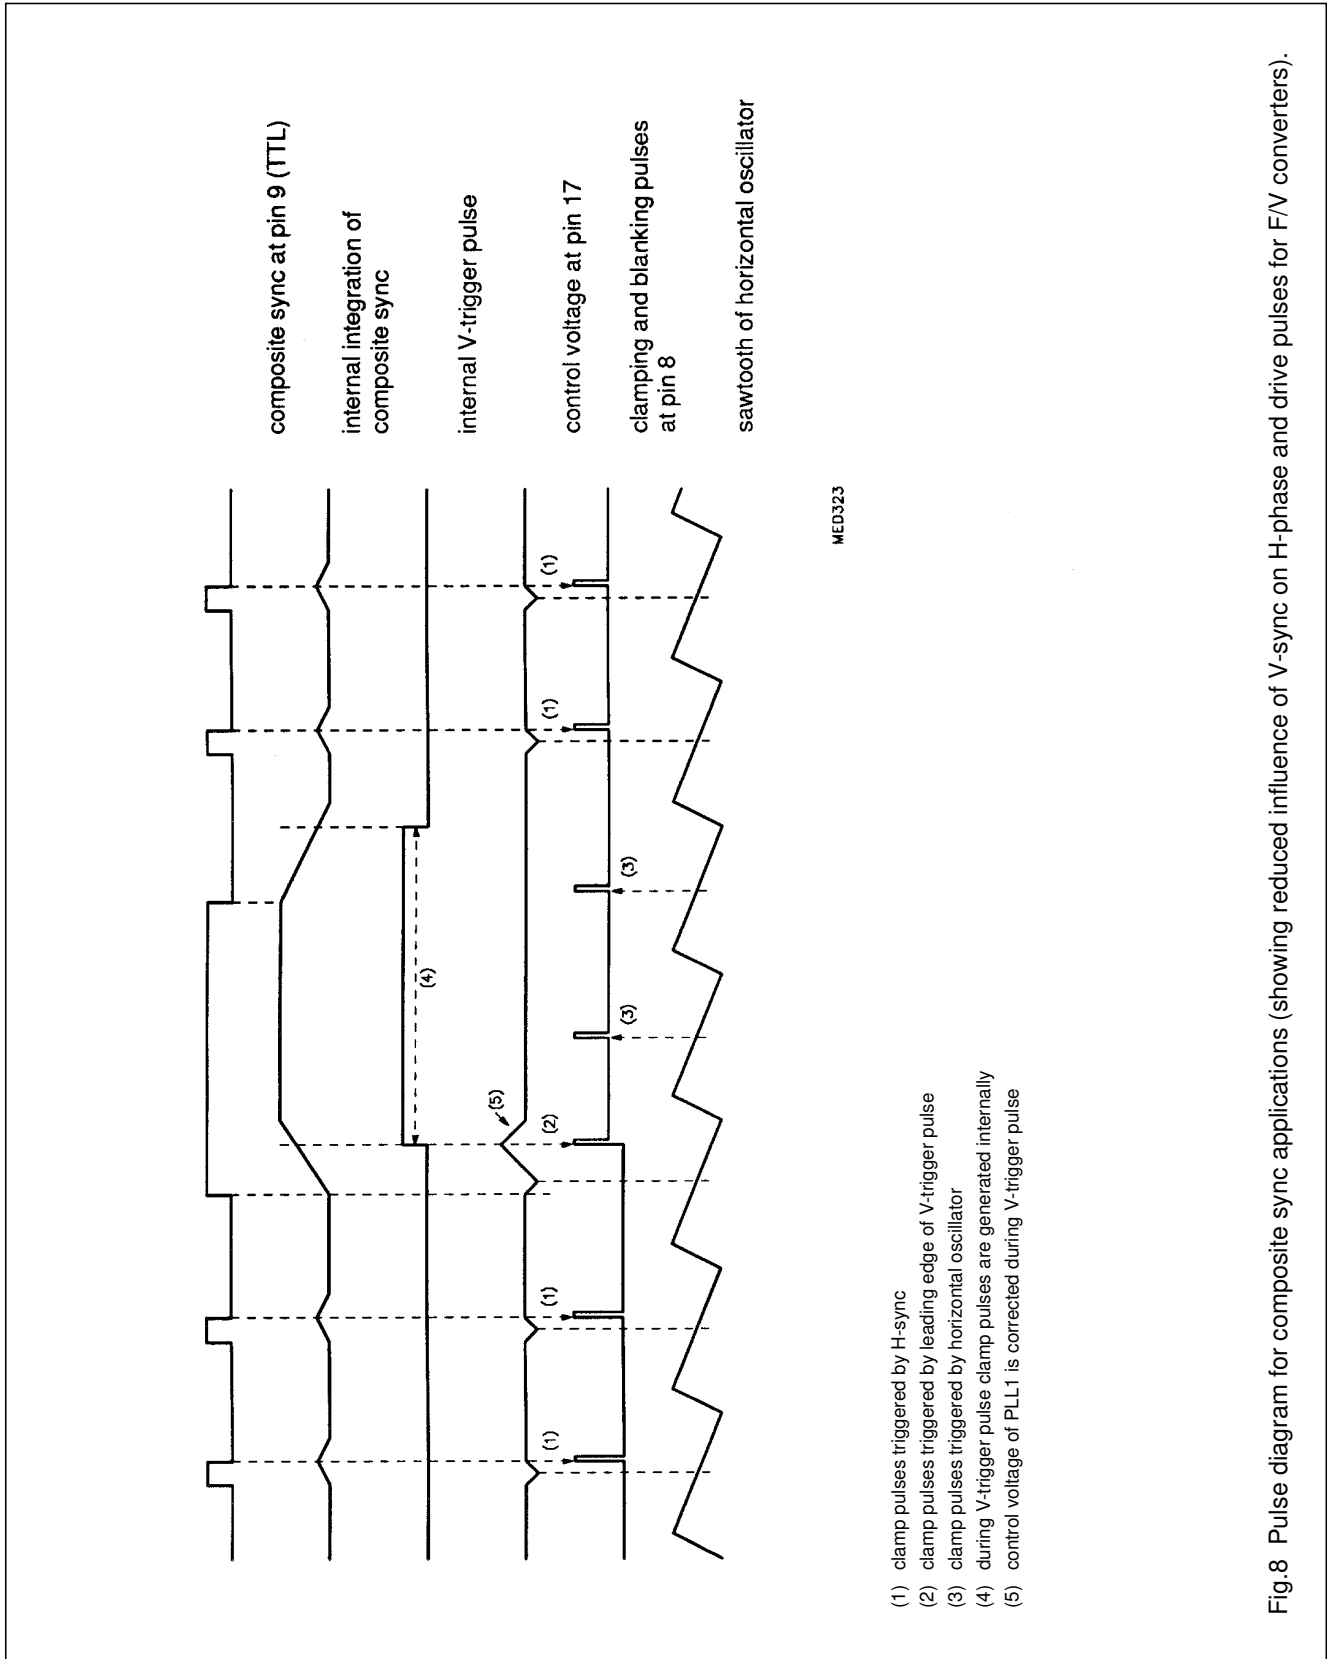 composite sync at pin 9 (TTL)
internal integration of
composite sync
internal V-trigger pulse
control voltage at pin 17
clamping and blanking pulses
at pin 8
sawtooth of horizontal oscillator
(1)
(1)
(2)
(3)
(3)
(1)
(1)
(4)
(5)
MED323
(1) clamp pulses triggered by H-sync
(2) clamp pulses triggered by leading edge of V-trigger pulse
(3) clamp pulses triggered by horizontal oscillator
(4) during V-trigger pulse clamp pulses are generated internally
(5) control voltage of PLL1 is corrected during V-trigger pulse
Fig.8 Pulse diagram for composite sync applications (showing reduced influence of V-sync on H-phase and drive pulses for F/V converters).